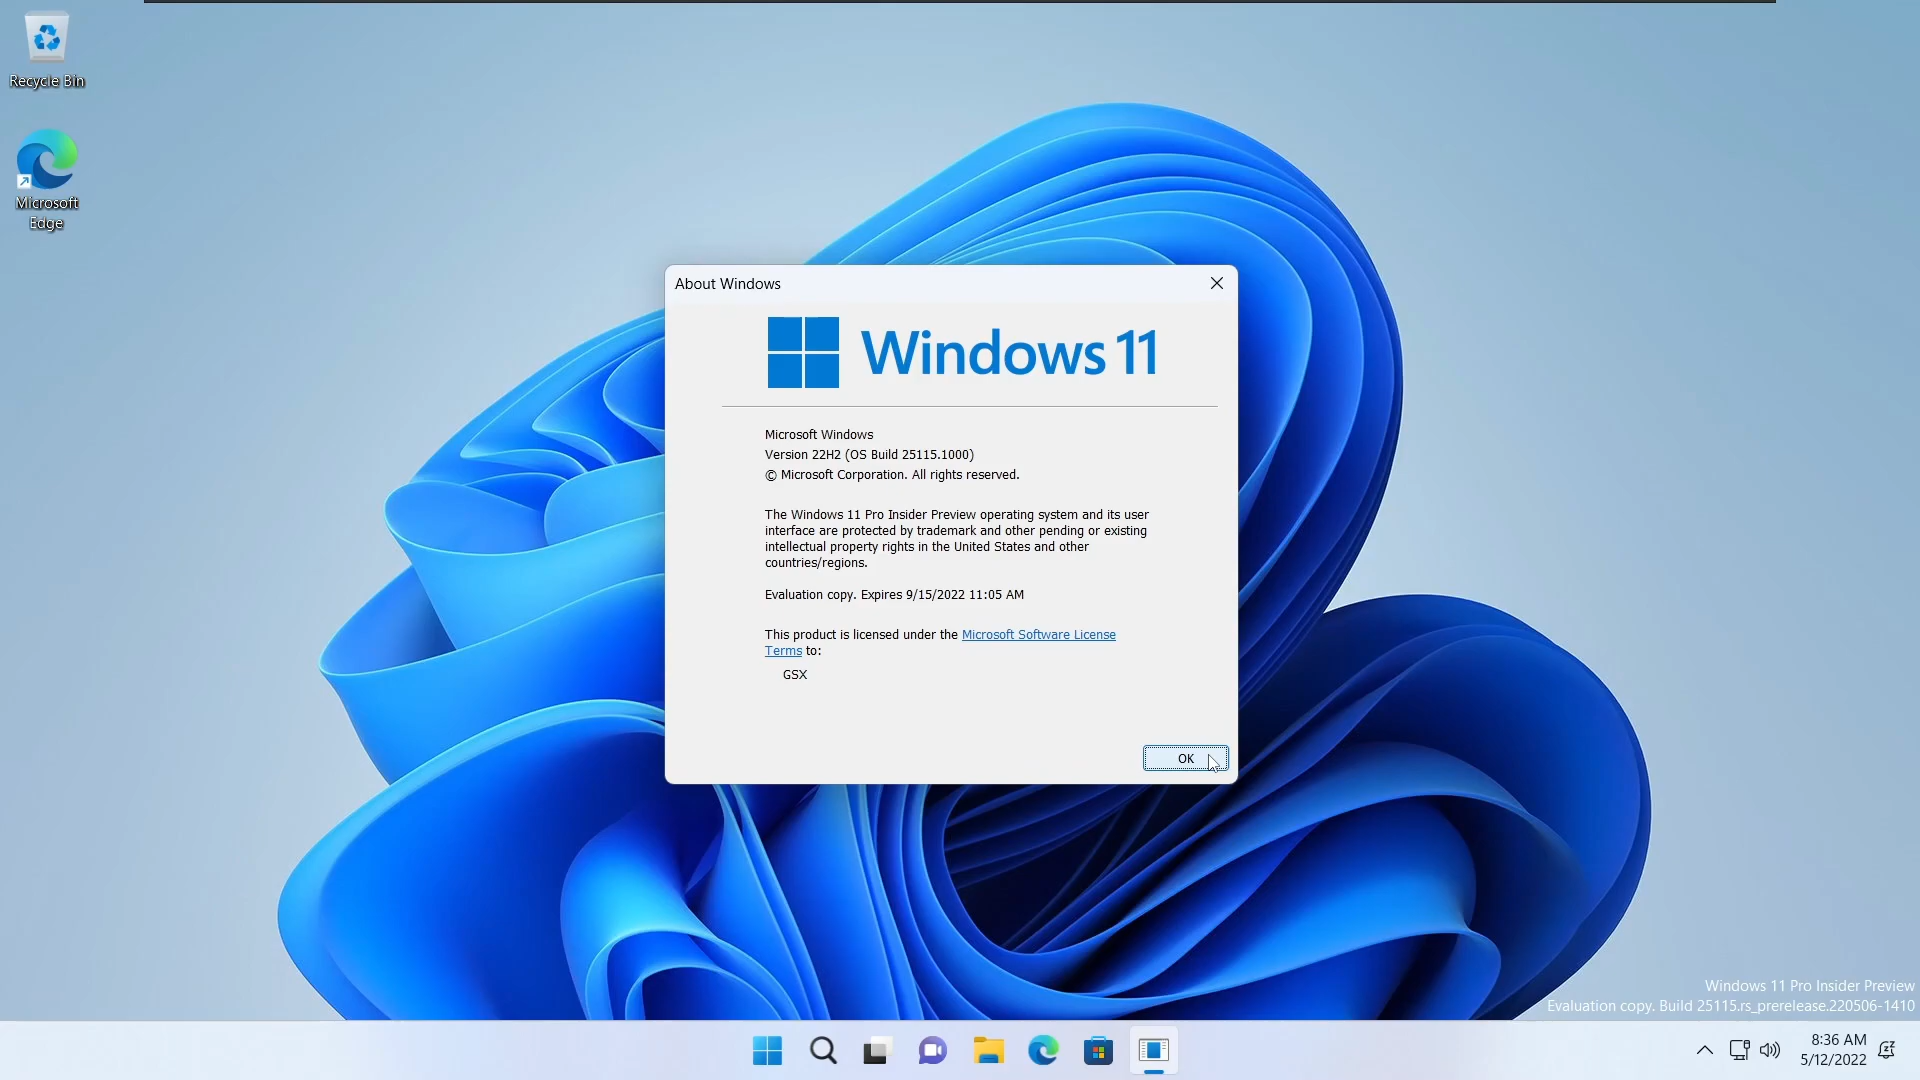 Recycle Bin
Microsoft
Edge
About Windows
Windows 11
Microsoft Windows
Version 22H2 (OS Build 25115.1000)
© Microsoft Corporation. All rights reserved.
The Windows 11 Pro Insider Preview operating system and its user
interface are protected by trademark and other pending or existing
intellectual property rights in the United States and other
countries/regions.
Evaluation copy. Expires 9/15/2022 11:05 AM
This product is licensed under the Microsoft Software License
Terms to:
GSX
OK
Windows 11 Pro Insider Preview
Evaluation copy. Build 25115.rs_prerelease.220506-1410
8:36 AM
5/12/2022